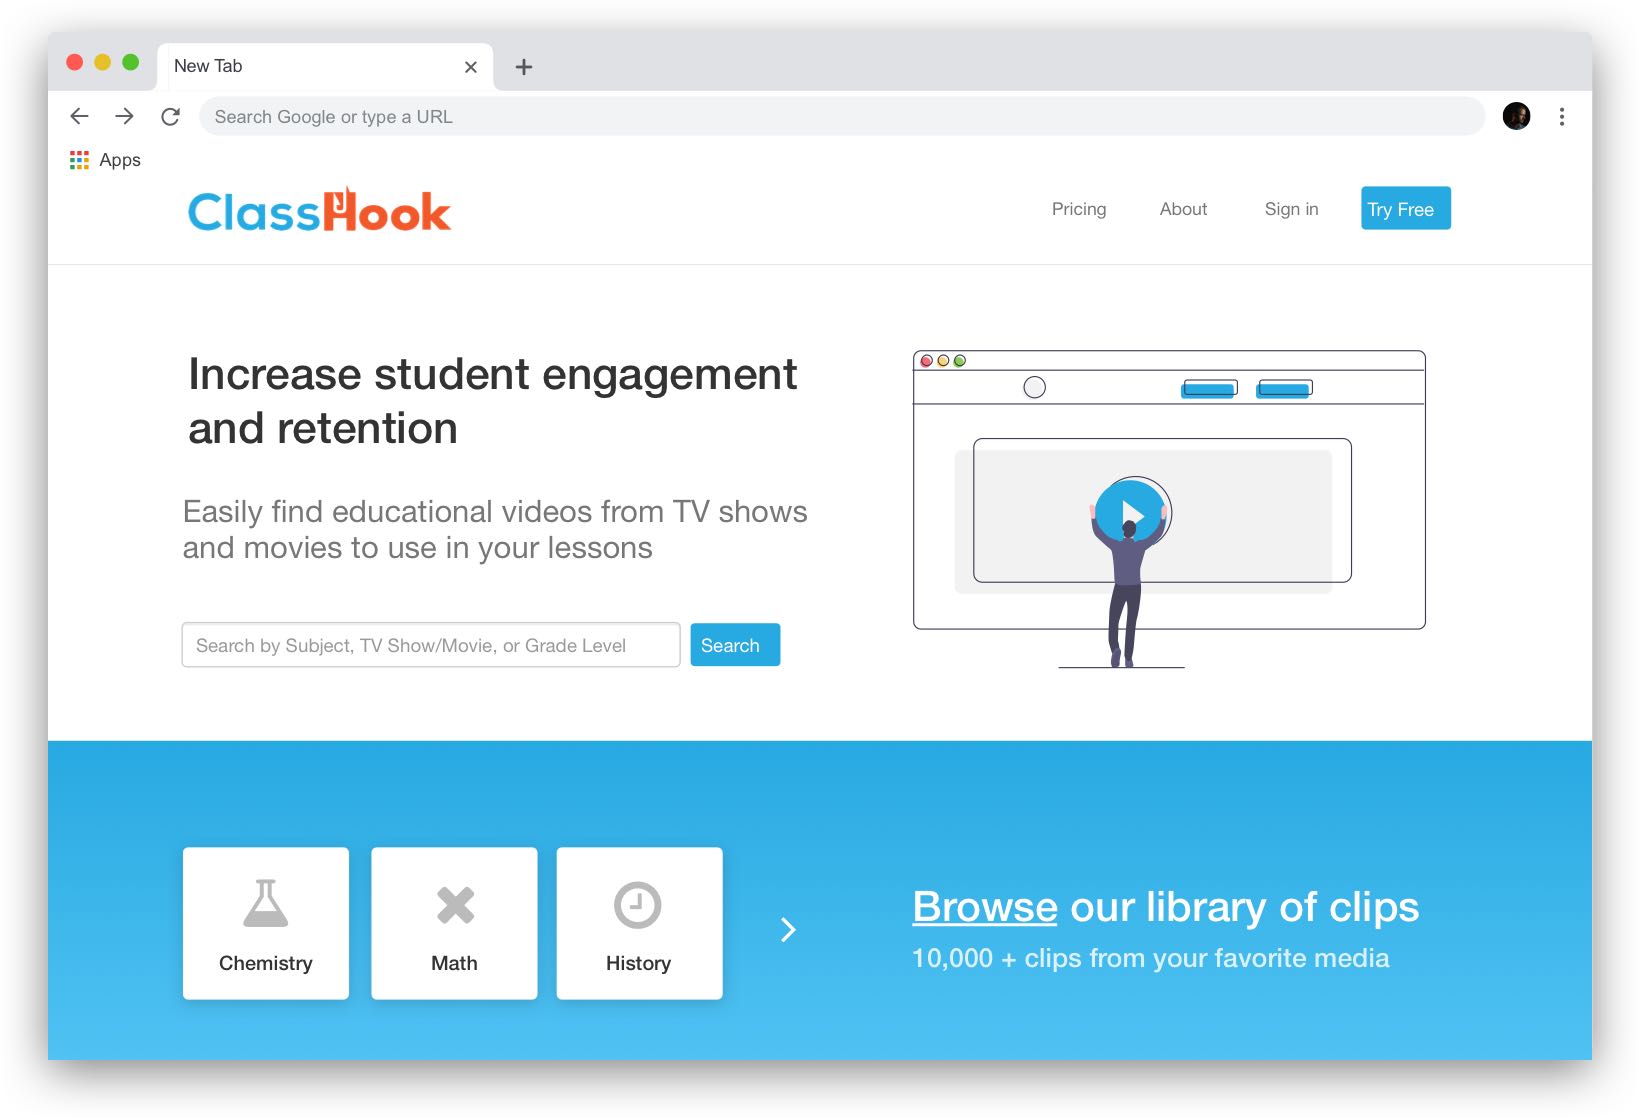 New Tab
Search Google or type a URL
Apps
ClassHook
Pricing
About
Sign in
Try Free
Increase student engagement
and retention
Easily find educational videos from TV shows
and movies to use in your lessons
Search by Subject, TV Show/Movie, or Grade Level
Search
Chemistry
Math
History
Browse our library of clips
10,000 + clips from your favorite media